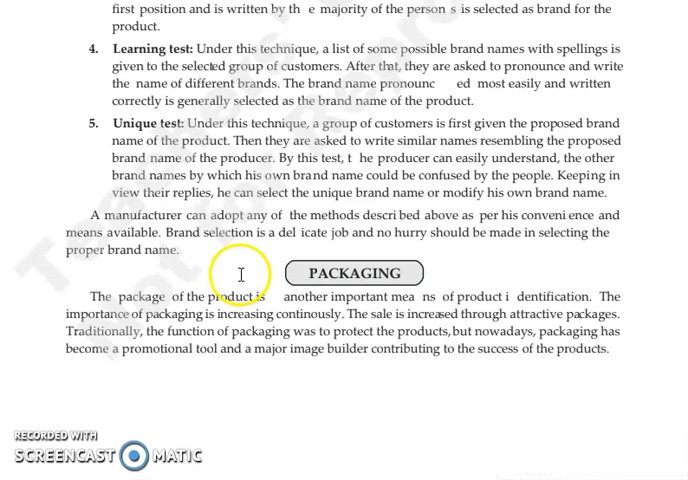 first position and is written by th e majority of the person s is selected as brand for the
product.
4. Learning test: Under this technique, a list of some possible brand names with spellings is
given to the selected group of customers. After that, they are asked to pronounce and write
the name of different brands. The brand name pronounc ed most easily and written
correctly is generally selected as the brand name of the product.
5. Unique test: Under this technique, a group of customers is first given the proposed brand
name of the product. Then they are asked to write similar names resembling the proposed
brand name of the producer. By this test, t he producer can easily understand, the other
brand names by which his own brand name could be confused by the people. Keeping in
view their replies, he can select the unique brand name or modify his own brand name.
A manufacturer can adopt any of the methods descri bed above as per his conveni ence and
means available. Brand selection is a del icate job and no hurry should be made in selecting the
proper brand name.
PACKAGING
The package of the product is another important mea ns of product i dentification. The
importance of packaging is increasing continously. The sale is increased through attractive packages.
Traditionally, the function of packaging was to protect the products, but nowadays, packaging has
become a promotional tool and a major image builder contributing to the success of the products.
RECORDED WITH
SCREENCAST MATIC